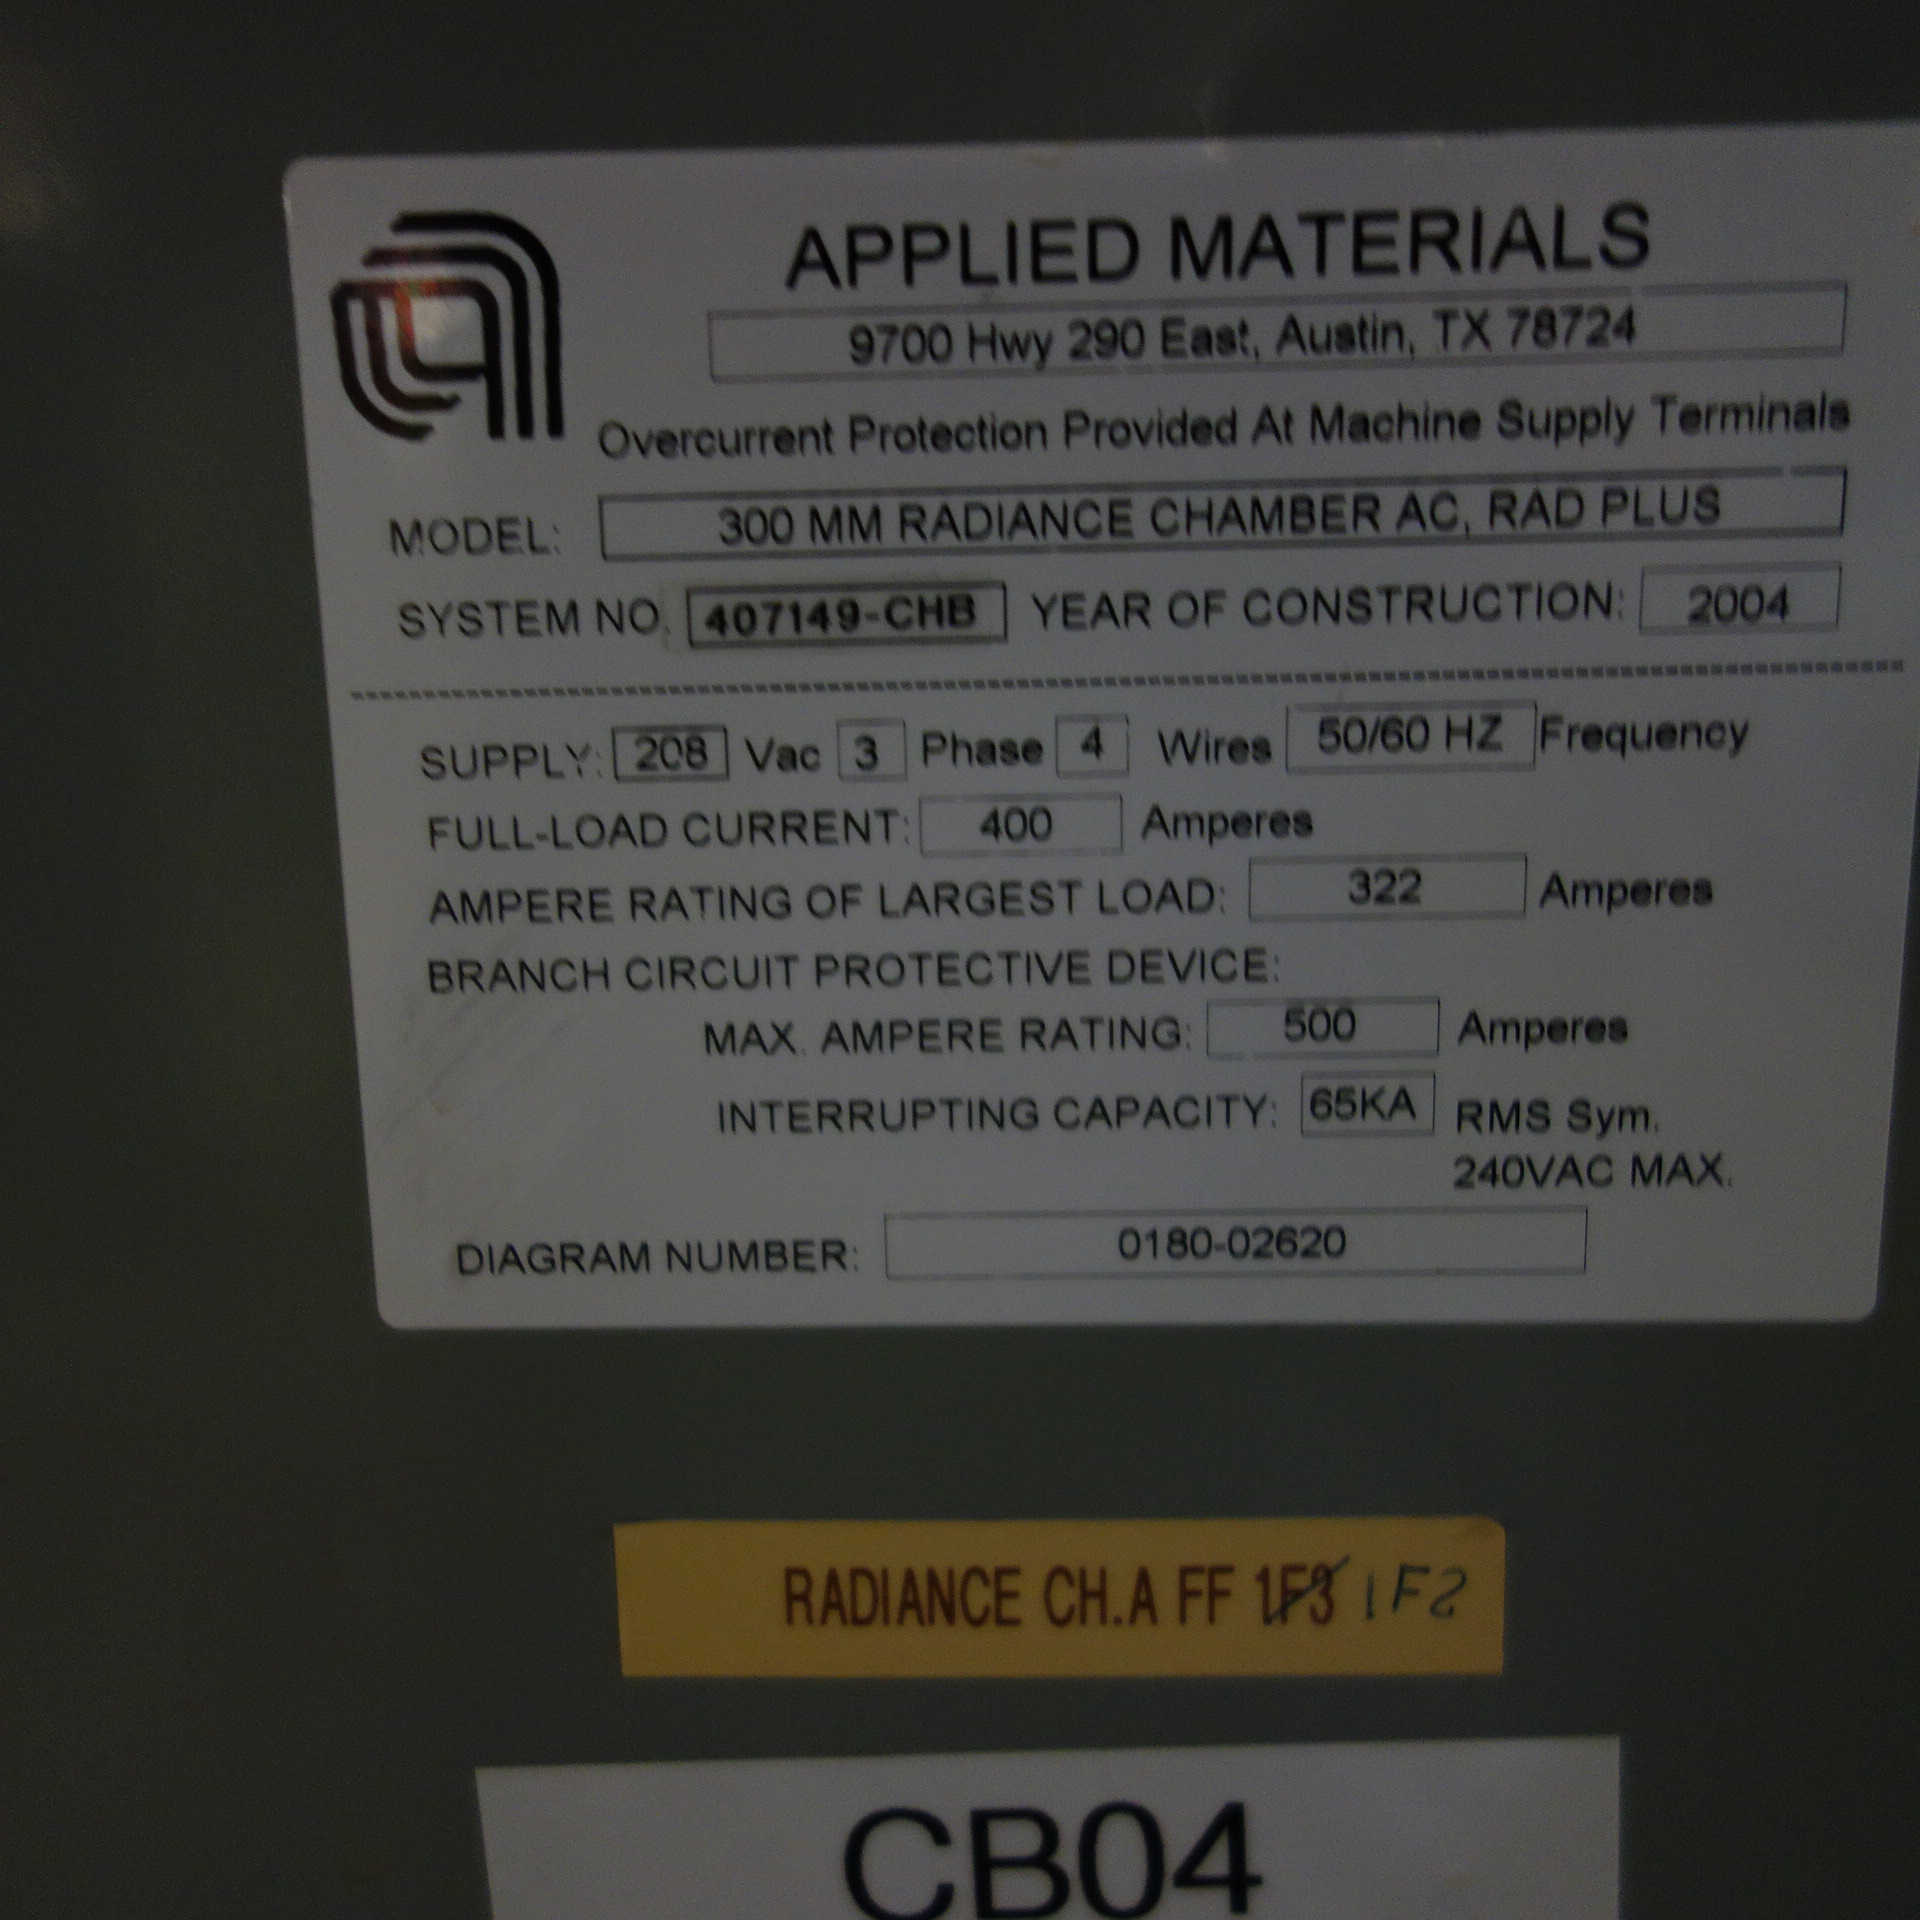 APPLIED MATERIALS
9700 Hwy 290 East, Austin, TX 78724
Overcurrent Protection Provided At Machine Supply Terminals
MODEL: 300 MM RADIANCE CHAMBER AC, RAD PLUS
SYSTEM NO. 407149-CHB YEAR OF CONSTRUCTION: 2004
SUPPLY: 208 Vac 3 Phase 4 Wires 50/60 HZ Frequency
FULL-LOAD CURRENT: 400 Amperes
AMPERE RATING OF LARGEST LOAD: 322 Amperes
BRANCH CIRCUIT PROTECTIVE DEVICE:
MAX. AMPERE RATING: 500 Amperes
INTERRUPTING CAPACITY: 65KA RMS Sym.
240VAC MAX.
DIAGRAM NUMBER: 0180-02620
RADIANCE CH.A FF 1F3 1F2
CB04